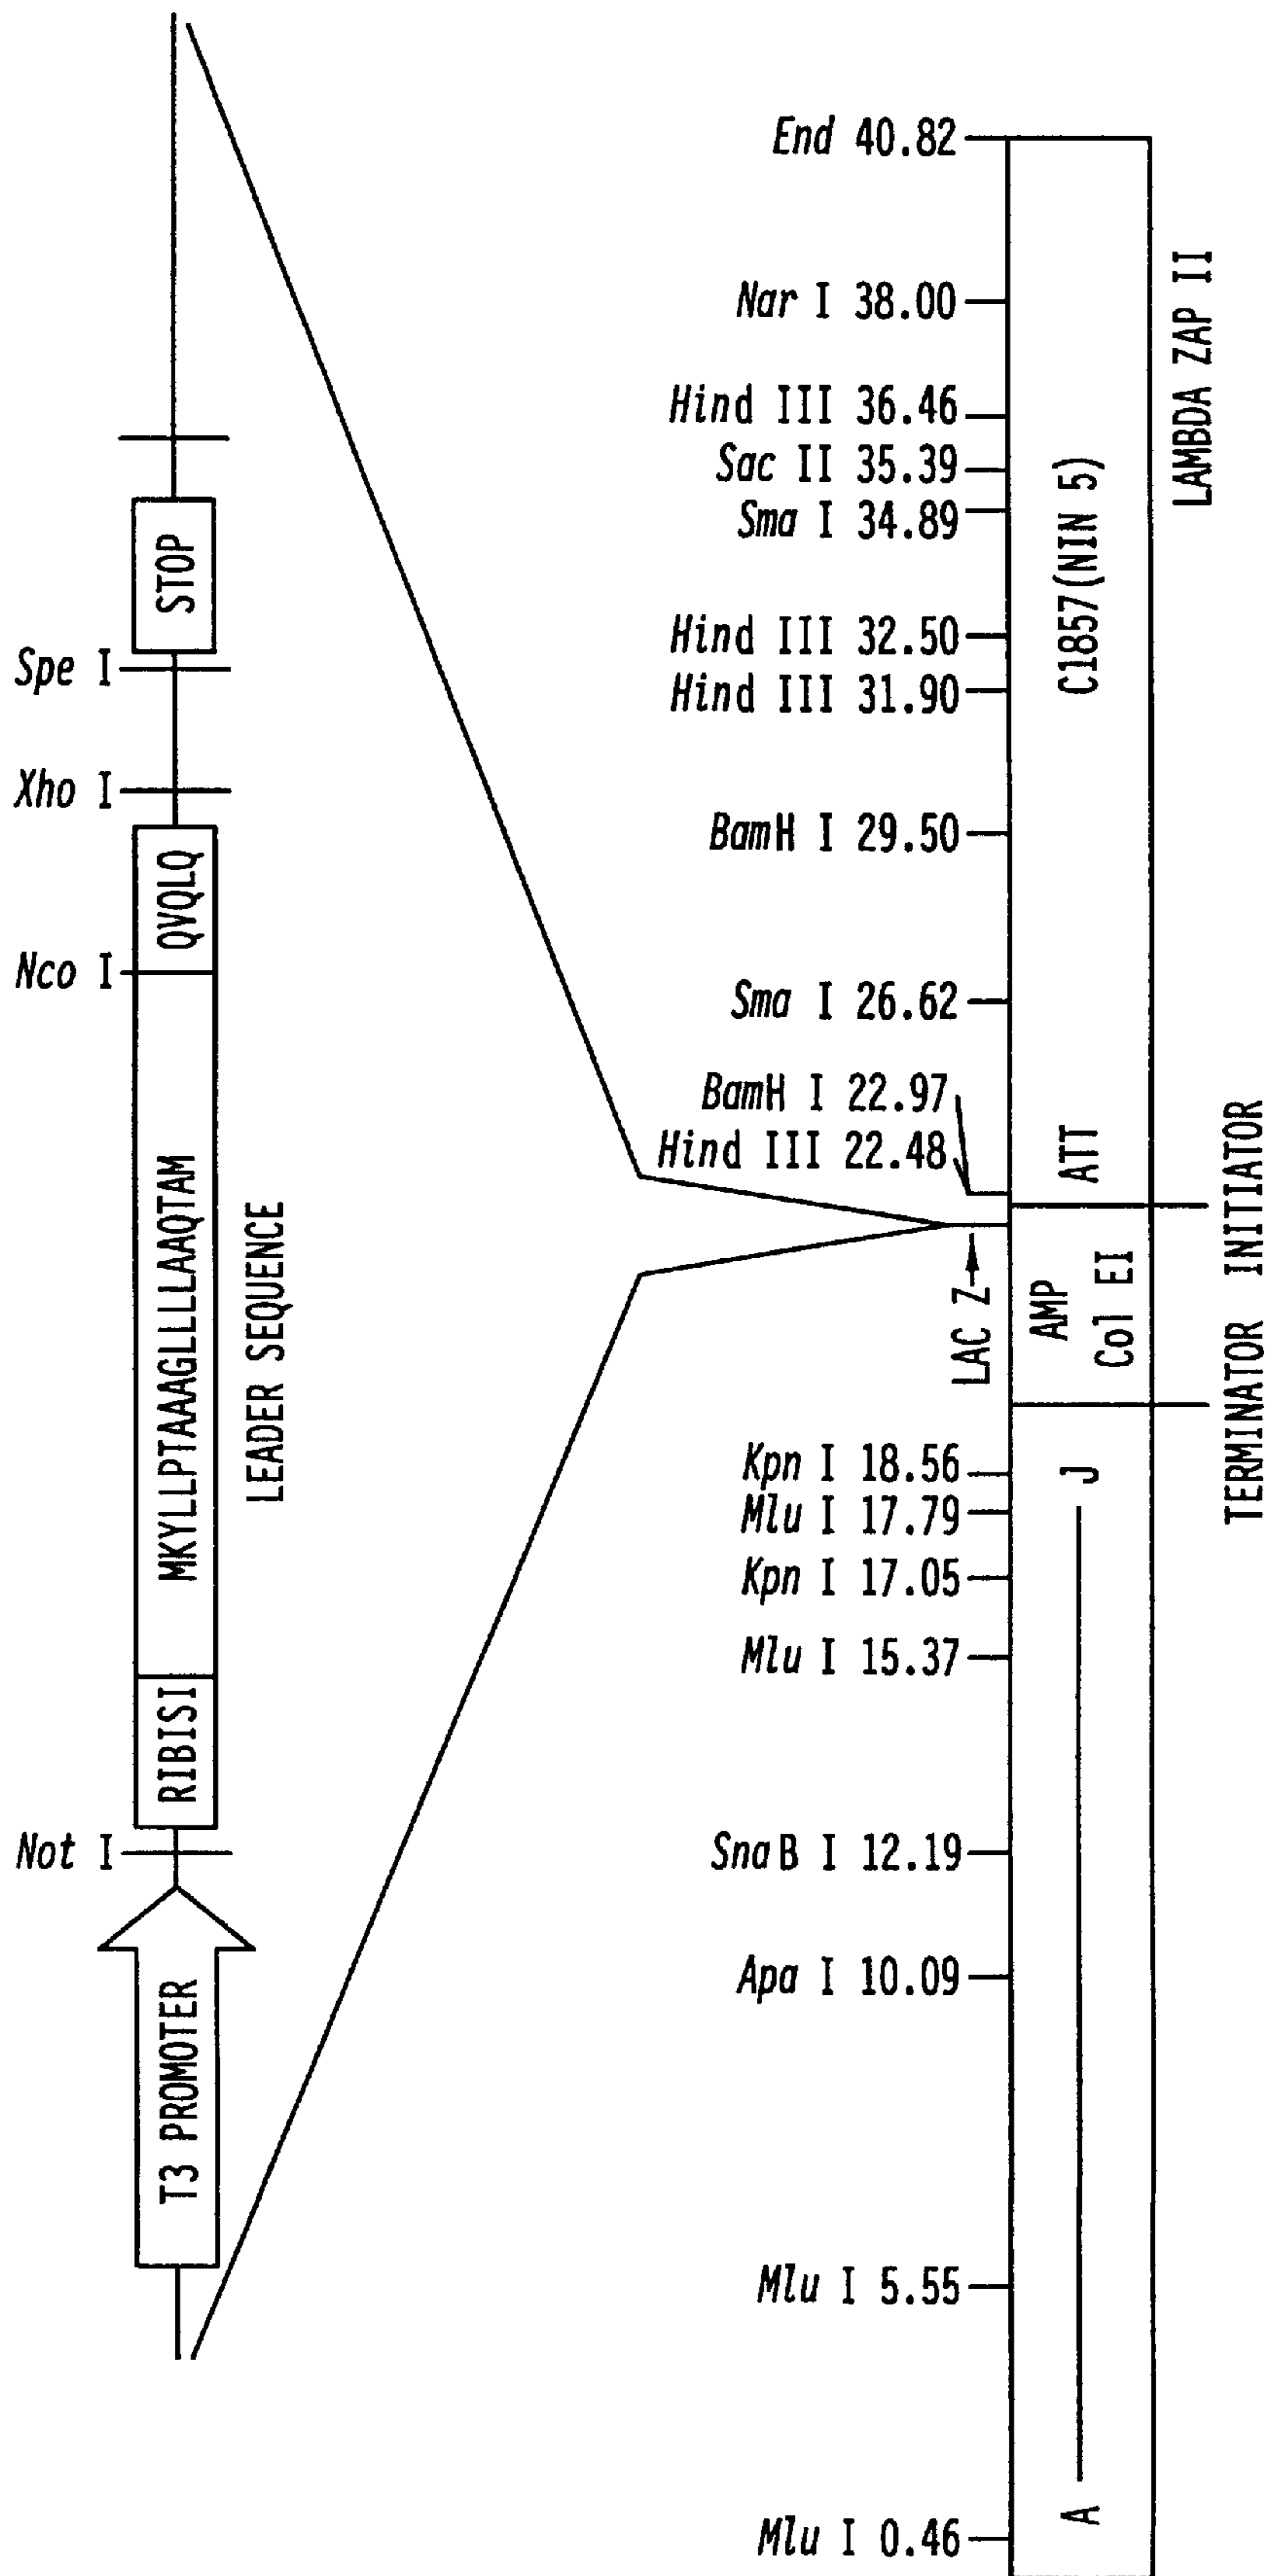 Spe I
Xho I
Nco I
Not I
STOP
QVQLQ
MKYLLPTAAAGLLLLAAQTAM
RIBISI
T3 PROMOTER
LEADER SEQUENCE
End 40.82
Nar I 38.00
Hind III 36.46
Sac II 35.39
Sma I 34.89
Hind III 32.50
Hind III 31.90
BamH I 29.50
Sma I 26.62
BamH I 22.97
Hind III 22.48
LAC Z
Kpn I 18.56
Mlu I 17.79
Kpn I 17.05
Mlu I 15.37
SnaB I 12.19
Apa I 10.09
Mlu I 5.55
Mlu I 0.46
C1857(NIN 5)
ATT
AMP
Col EI
J
A
LAMBDA ZAP II
INITIATOR
TERMINATOR